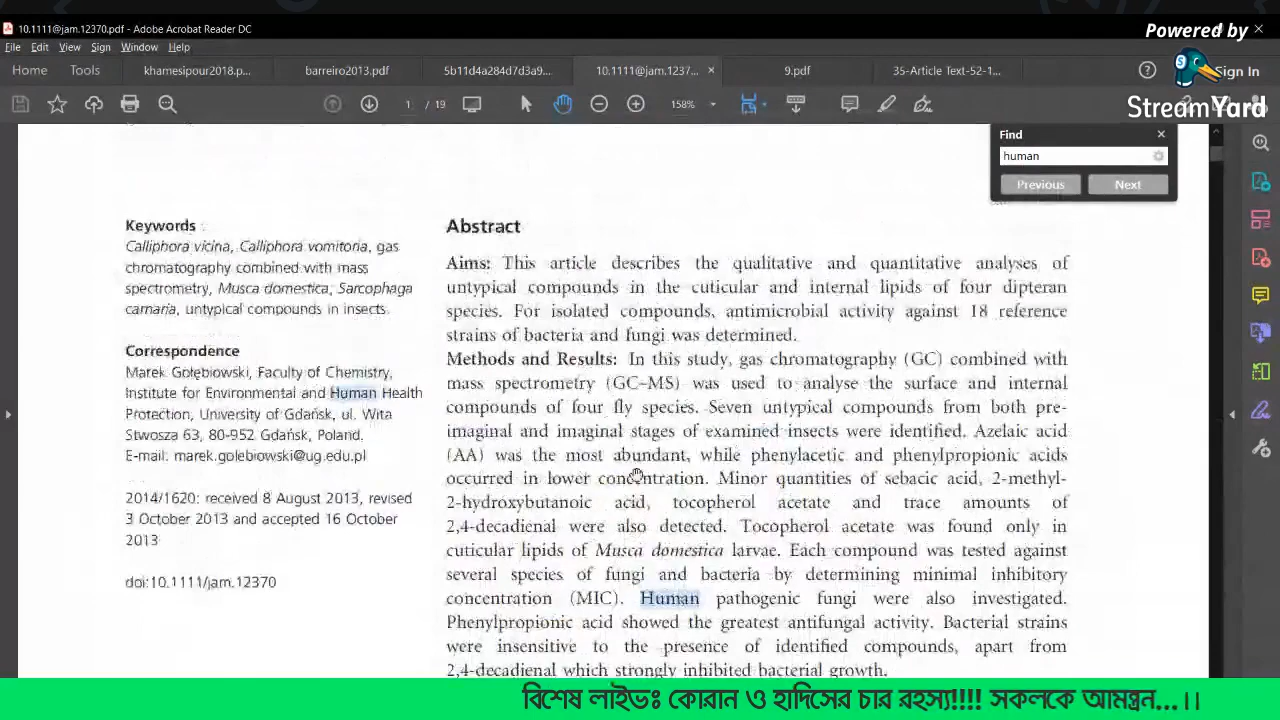 10.1111@jam.12370.pdf - Adobe Acrobat Reader DC
Powered by
File Edit View Sign Window Help
Home Tools khamesipour2018.p... barreiro2013.pdf 5b11d4a284d7d3a9... 10.1111@jam.1237... 9.pdf 35-Article Text-52-1... Sign In
StreamYard
1 / 19 158%
Find
human
Previous Next
Keywords
Calliphora vicina, Calliphora vomitoria, gas
chromatography combined with mass
spectrometry, Musca domestica, Sarcophaga
carnaria, untypical compounds in insects.
Correspondence
Marek Gołębiowski, Faculty of Chemistry,
Institute for Environmental and Human Health
Protection, University of Gdańsk, ul. Wita
Stwosza 63, 80-952 Gdańsk, Poland.
E-mail: marek.golebiowski@ug.edu.pl
2014/1620: received 8 August 2013, revised
3 October 2013 and accepted 16 October
2013
doi:10.1111/jam.12370
Abstract
Aims: This article describes the qualitative and quantitative analyses of
untypical compounds in the cuticular and internal lipids of four dipteran
species. For isolated compounds, antimicrobial activity against 18 reference
strains of bacteria and fungi was determined.
Methods and Results: In this study, gas chromatography (GC) combined with
mass spectrometry (GC–MS) was used to analyse the surface and internal
compounds of four fly species. Seven untypical compounds from both pre-
imaginal and imaginal stages of examined insects were identified. Azelaic acid
(AA) was the most abundant, while phenylacetic and phenylpropionic acids
occurred in lower concentration. Minor quantities of sebacic acid, 2-methyl-
2-hydroxybutanoic acid, tocopherol acetate and trace amounts of
2,4-decadienal were also detected. Tocopherol acetate was found only in
cuticular lipids of Musca domestica larvae. Each compound was tested against
several species of fungi and bacteria by determining minimal inhibitory
concentration (MIC). Human pathogenic fungi were also investigated.
Phenylpropionic acid showed the greatest antifungal activity. Bacterial strains
were insensitive to the presence of identified compounds, apart from
2,4-decadienal which strongly inhibited bacterial growth.
বিশেষ লাইভঃ কোরান ও হাদিসের চার রহস্য!!!! সকলকে আমন্ত্রন...।।